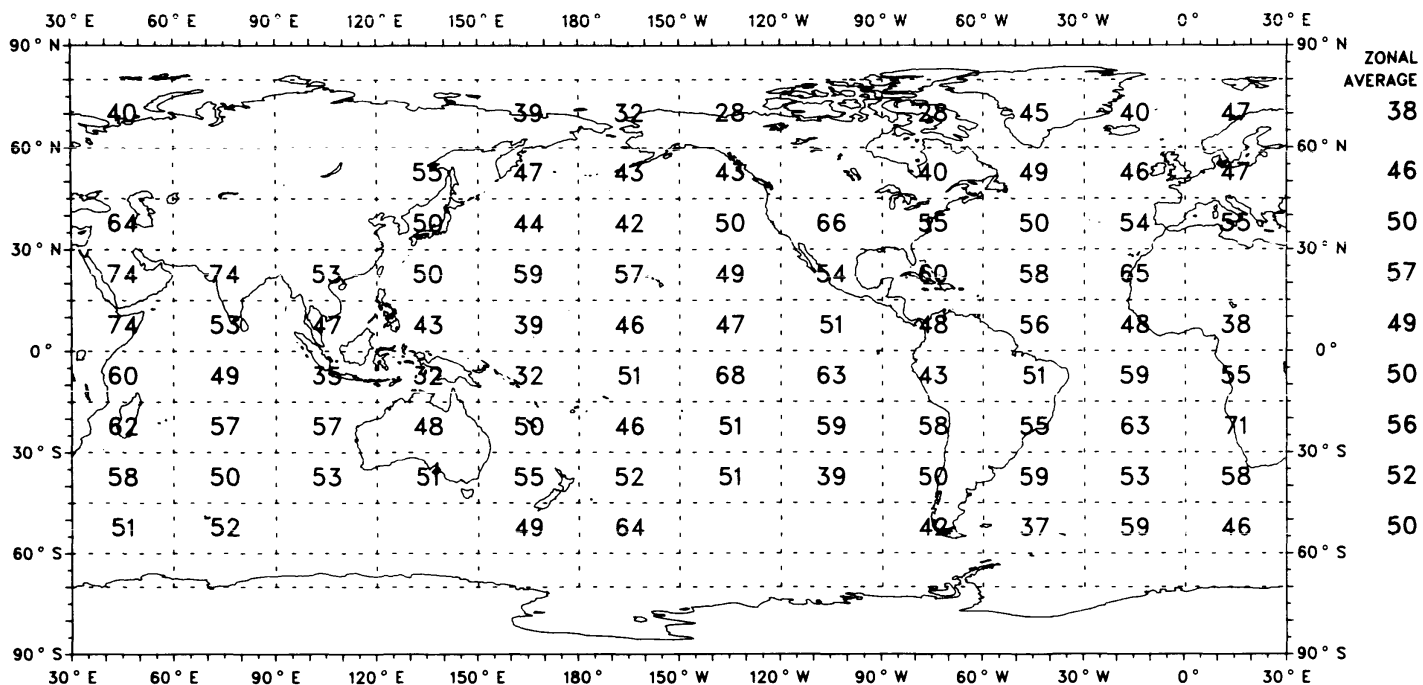 30° E 60° E 90° E 120° E 150° E 180° 150° W 120° W 90° W 60° W 30° W 0° 30° E
90° N 90° N
ZONAL
AVERAGE
40 39 32 28 28 45 40 47 38
60° N 60° N
55 47 43 43 40 49 46 47 46
64 50 44 42 50 66 55 50 54 55 50
30° N 30° N
74 74 53 50 59 57 49 54 60 58 65 57
74 53 47 43 39 46 47 51 48 56 48 38 49
0° 0°
60 49 35 32 32 51 68 63 43 51 59 55 50
62 57 57 48 50 46 51 59 58 55 63 71 56
30° S 30° S
58 50 53 51 55 52 51 39 50 59 53 58 52
51 52 49 64 42 37 59 46 50
60° S 60° S
90° S 90° S
30° E 60° E 90° E 120° E 150° E 180° 150° W 120° W 90° W 60° W 30° W 0° 30° E